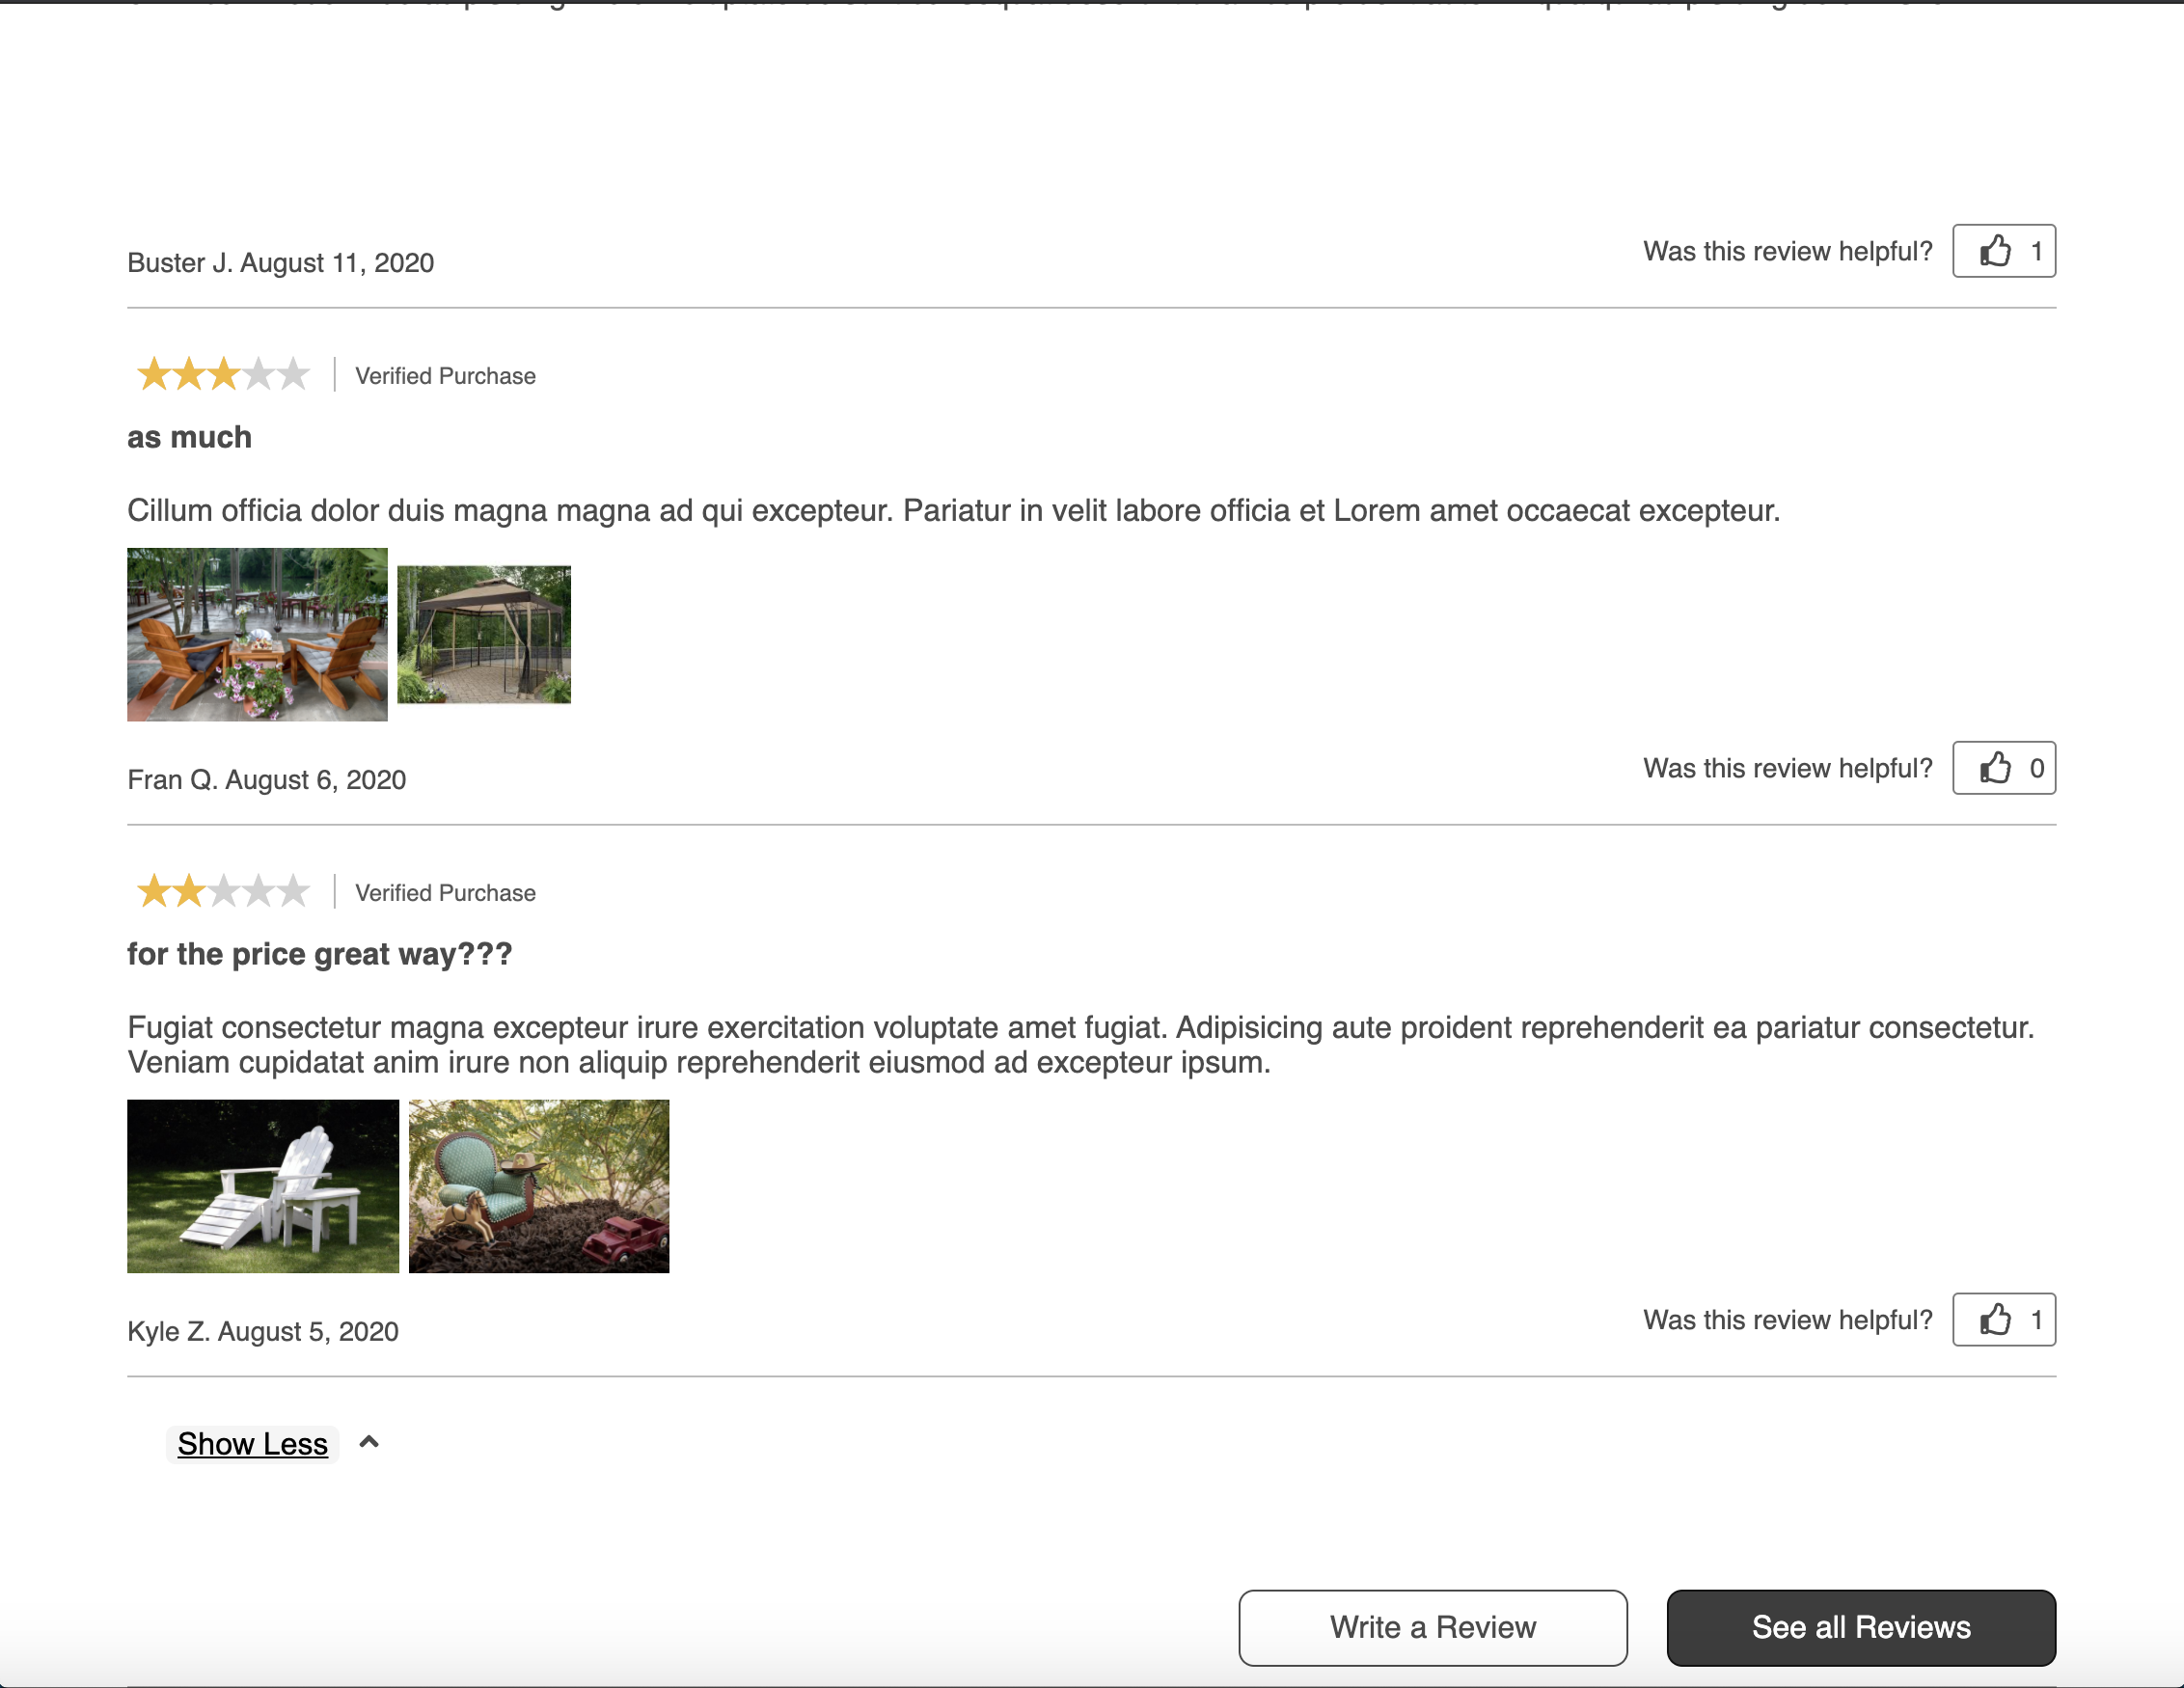 Buster J. August 11, 2020
Was this review helpful? 1
Verified Purchase
as much
Cillum officia dolor duis magna magna ad qui excepteur. Pariatur in velit labore officia et Lorem amet occaecat excepteur.
Fran Q. August 6, 2020
Was this review helpful? 0
Verified Purchase
for the price great way???
Fugiat consectetur magna excepteur irure exercitation voluptate amet fugiat. Adipisicing aute proident reprehenderit ea pariatur consectetur.
Veniam cupidatat anim irure non aliquip reprehenderit eiusmod ad excepteur ipsum.
Kyle Z. August 5, 2020
Was this review helpful? 1
Show Less
Write a Review
See all Reviews